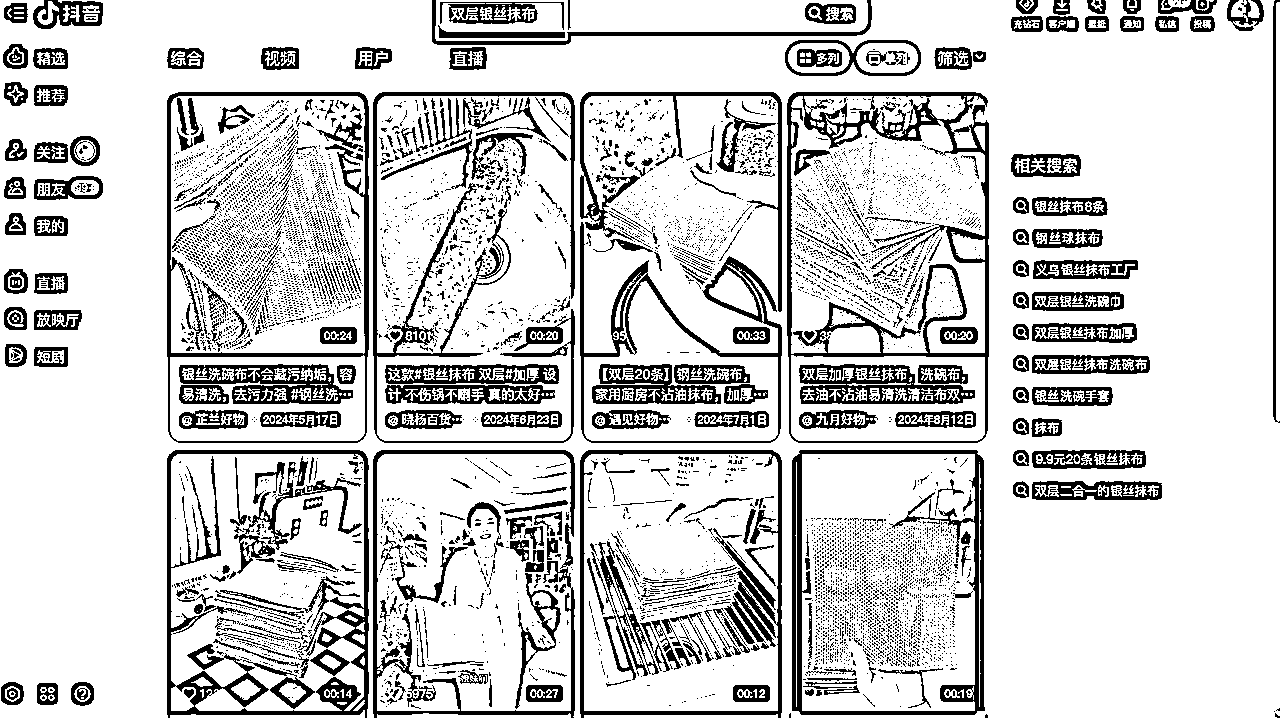 抖音
双层银丝抹布
搜索
充钻石 客户端 壁纸 通知 私信 投稿
精选
推荐
关注
朋友
我的
直播
放映厅
短剧
综合 视频 用户 直播
多列 单列 筛选
00:24
银丝洗碗布不会藏污纳垢，容
易清洗，去污力强 #钢丝洗…
@ 芷兰好物 · 2024年5月17日
8101 00:20
这款#银丝抹布 双层#加厚 设
计 不伤锅不磨手 真的太好…
@ 晓杨百货… · 2024年6月23日
95 00:33
【双层20条】钢丝洗碗布，
家用厨房不沾油抹布，加厚…
@ 遇见好物… · 2024年7月1日
00:20
双层加厚银丝抹布，洗碗布，
去油不沾油易清洗清洁布双…
@ 九月好物… · 2024年8月12日
00:14
5975 00:27
00:12
00:19
相关搜索
银丝抹布8条
钢丝球抹布
义乌银丝抹布工厂
双层银丝洗碗巾
双层银丝抹布加厚
双层银丝抹布洗碗布
银丝洗碗手套
抹布
9.9元20条银丝抹布
双层二合一的银丝抹布